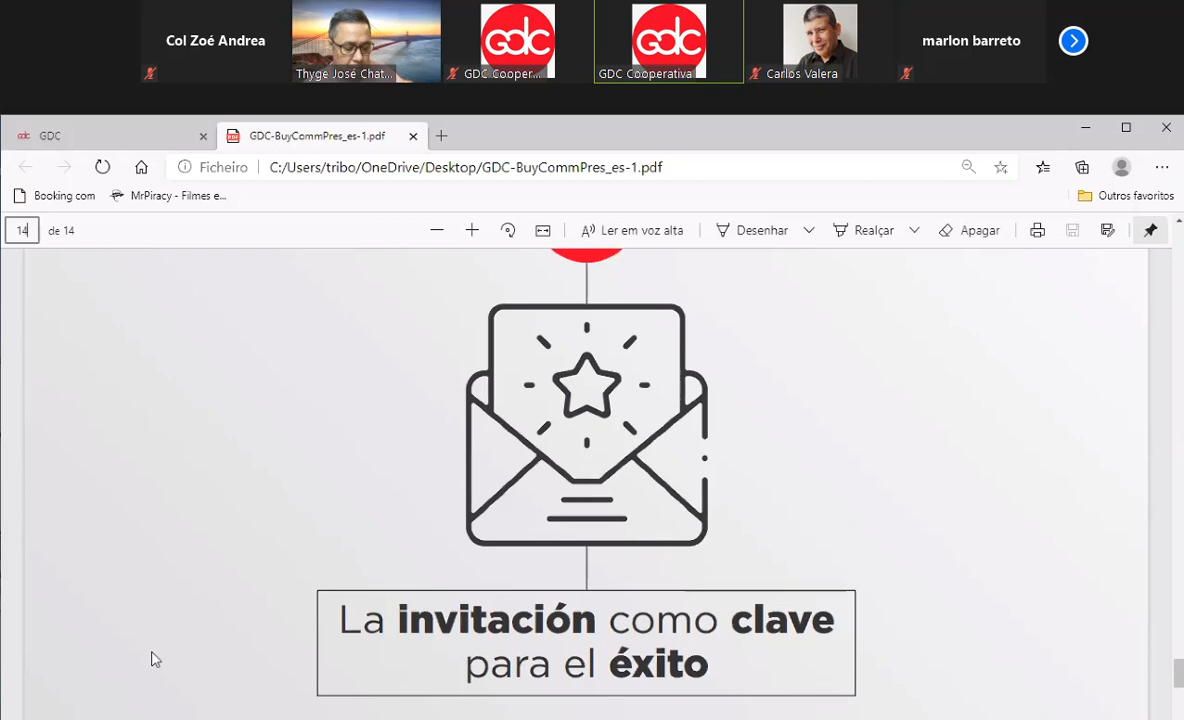 Col Zoé Andrea
Thyge José Chat...
GDC
GDC Cooper...
GDC
GDC Cooperativa
Carlos Valera
marlon barreto
GDC
GDC-BuyCommPres_es-1.pdf
Ficheiro
C:/Users/tribo/OneDrive/Desktop/GDC-BuyCommPres_es-1.pdf
Booking com
MrPiracy - Filmes e...
Outros favoritos
14 de 14
Ler em voz alta
Desenhar
Realçar
Apagar
La invitación como clave
para el éxito